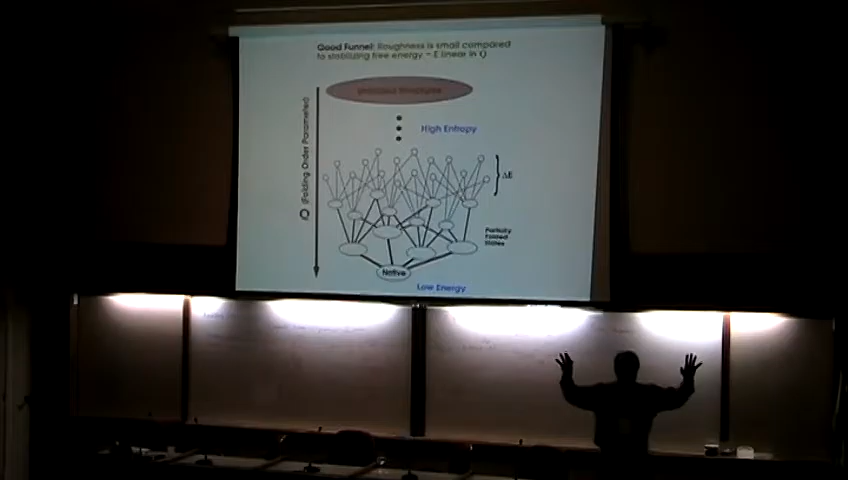 Good Funnel: Roughness is small compared
to stabilizing free energy - E linear in Q
Unfolded Structures
High Entropy
Q (Folding Order Parameter)
ΔE
Partially
Folded
States
Native
Low Energy